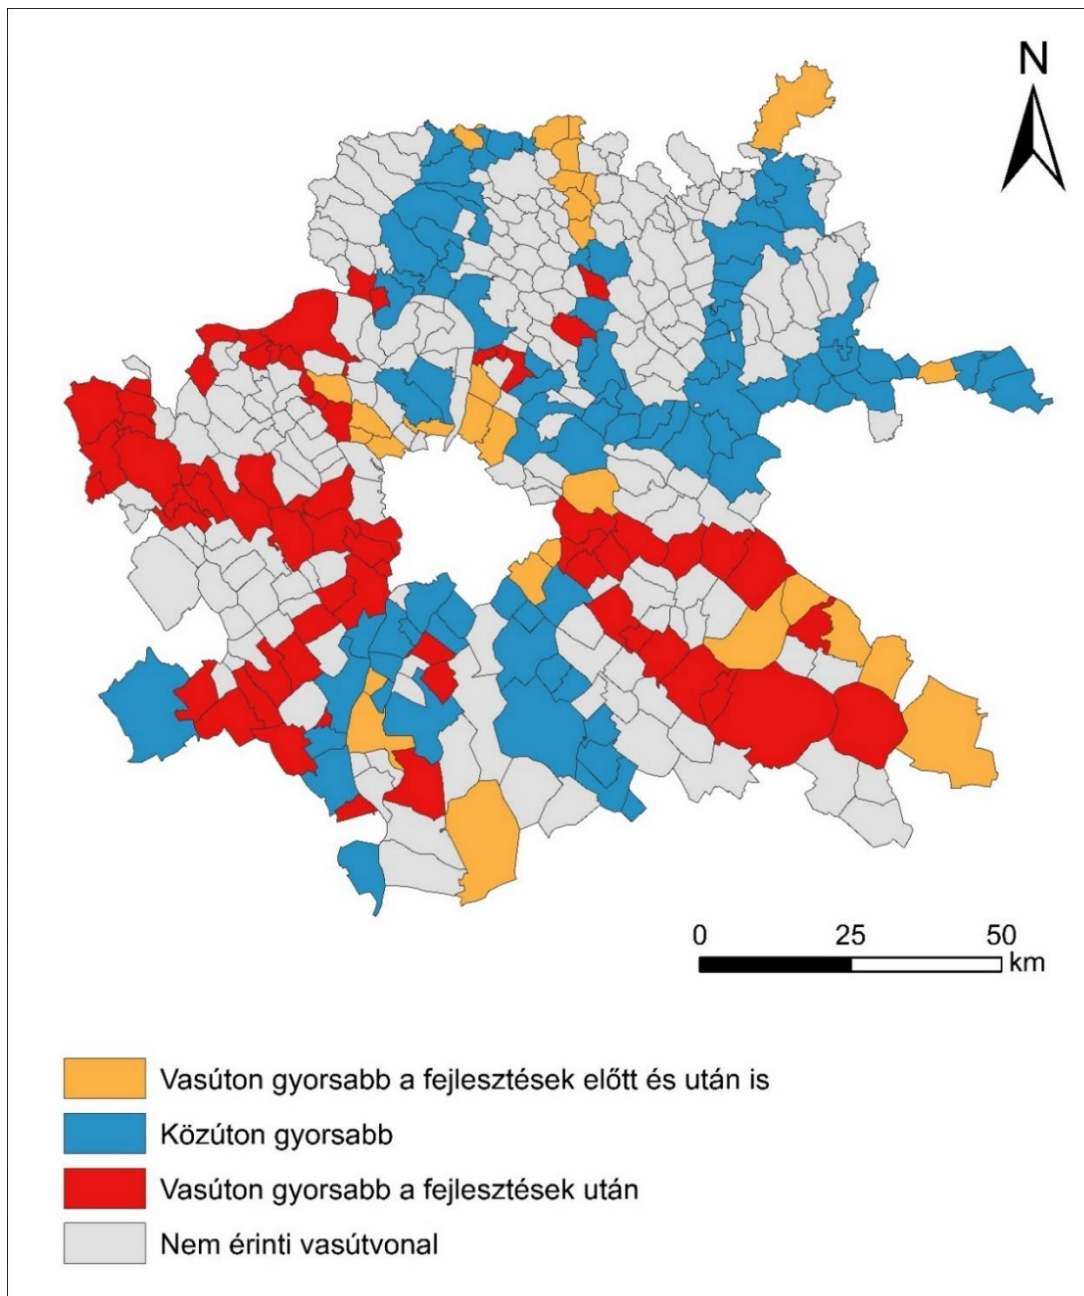 N
0 25 50
km
Vasúton gyorsabb a fejlesztések előtt és után is
Közúton gyorsabb
Vasúton gyorsabb a fejlesztések után
Nem érinti vasútvonal